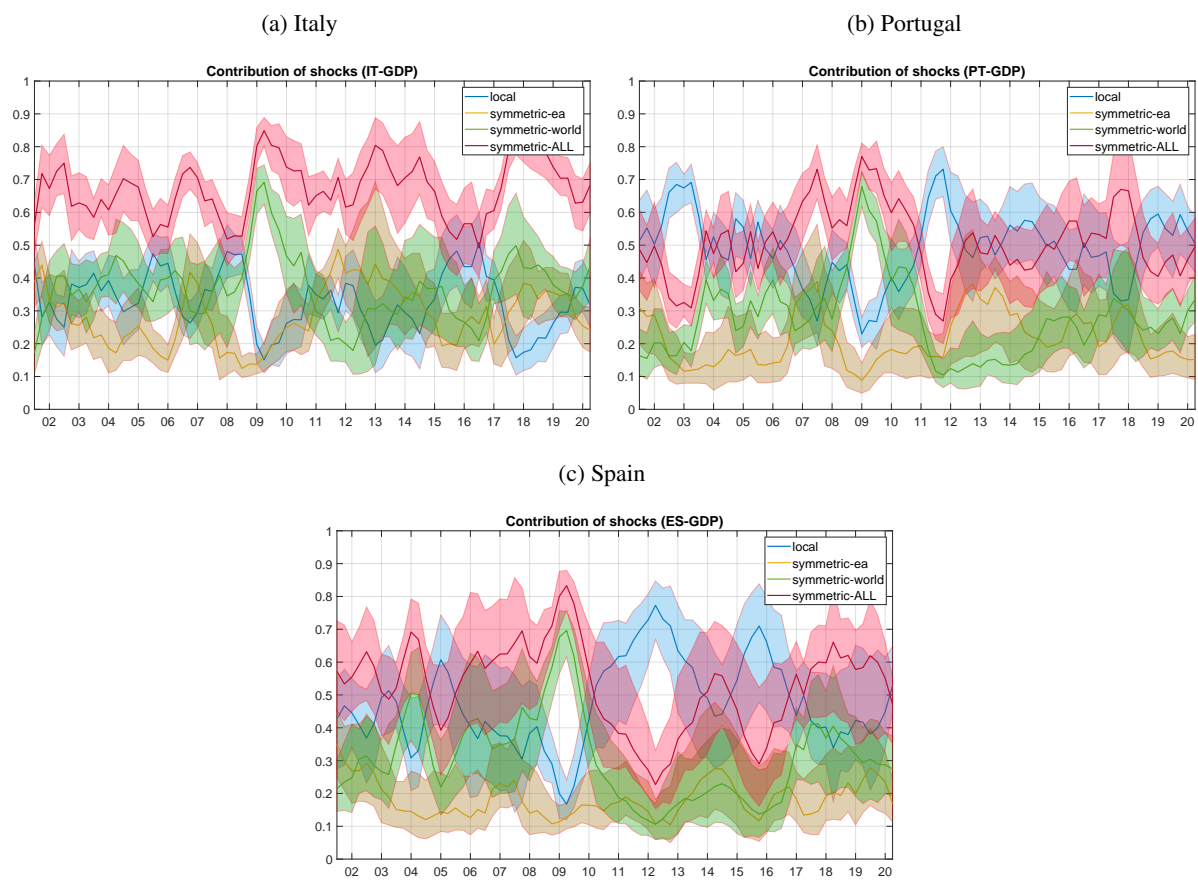 (a) Italy
(b) Portugal
Contribution of shocks (IT-GDP)
1
0.9
0.8
0.7
0.6
0.5
0.4
0.3
0.2
0.1
0
02 03 04 05 06 07 08 09 10 11 12 13 14 15 16 17 18 19 20
local
symmetric-ea
symmetric-world
symmetric-ALL
Contribution of shocks (PT-GDP)
1
0.9
0.8
0.7
0.6
0.5
0.4
0.3
0.2
0.1
0
02 03 04 05 06 07 08 09 10 11 12 13 14 15 16 17 18 19 20
local
symmetric-ea
symmetric-world
symmetric-ALL
(c) Spain
Contribution of shocks (ES-GDP)
1
0.9
0.8
0.7
0.6
0.5
0.4
0.3
0.2
0.1
0
02 03 04 05 06 07 08 09 10 11 12 13 14 15 16 17 18 19 20
local
symmetric-ea
symmetric-world
symmetric-ALL